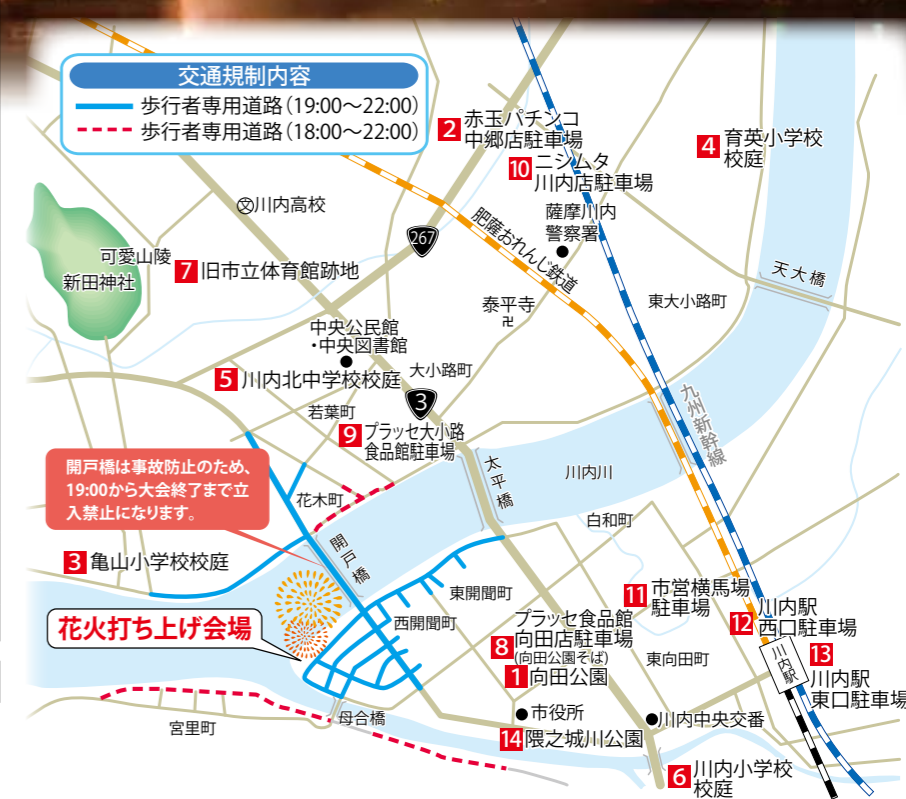 交通規制内容
歩行者専用道路(19:00〜22:00)
歩行者専用道路(18:00〜22:00)
2 赤玉パチンコ
中郷店駐車場
10 ニシムタ
川内店駐車場
4 育英小学校
校庭
文 川内高校
267
肥薩おれんじ鉄道
薩摩川内
警察署
可愛山陵
新田神社
7 旧市立体育館跡地
泰平寺
卍
東大小路町
天大橋
中央公民館
・中央図書館
5 川内北中学校校庭
大小路町
3
若葉町
9 プラッセ大小路
食品館駐車場
九州新幹線
太平橋
川内川
開戸橋は事故防止のため、
19:00から大会終了まで立
入禁止になります。
花木町
白和町
開戸橋
3 亀山小学校校庭
東開聞町
西開聞町
11 市営横馬場
駐車場
12 川内駅
西口駐車場
花火打ち上げ会場
プラッセ食品館
8 向田店駐車場
(向田公園そば)
1 向田公園
東向田町
川内駅
13
川内駅
東口駐車場
宮里町
母合橋
市役所
川内中央交番
14 隈之城川公園
6 川内小学校
校庭